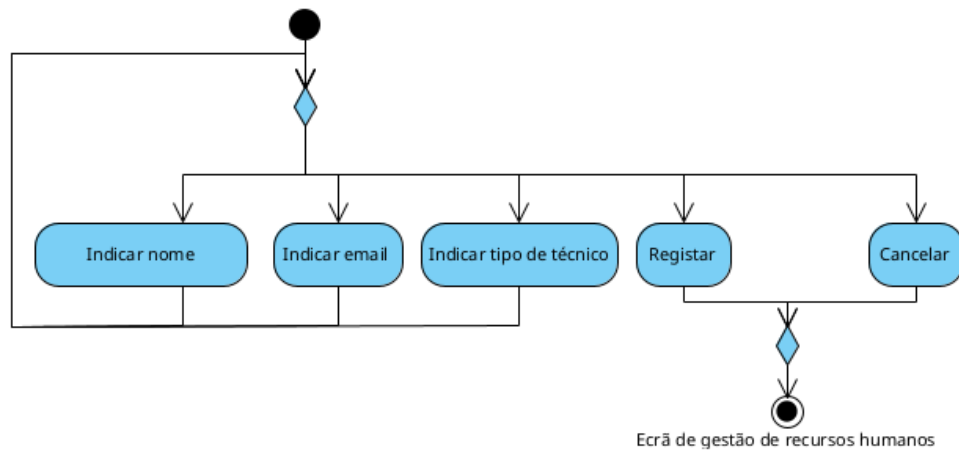 Indicar nome
Indicar email
Indicar tipo de técnico
Registar
Cancelar
Ecrã de gestão de recursos humanos